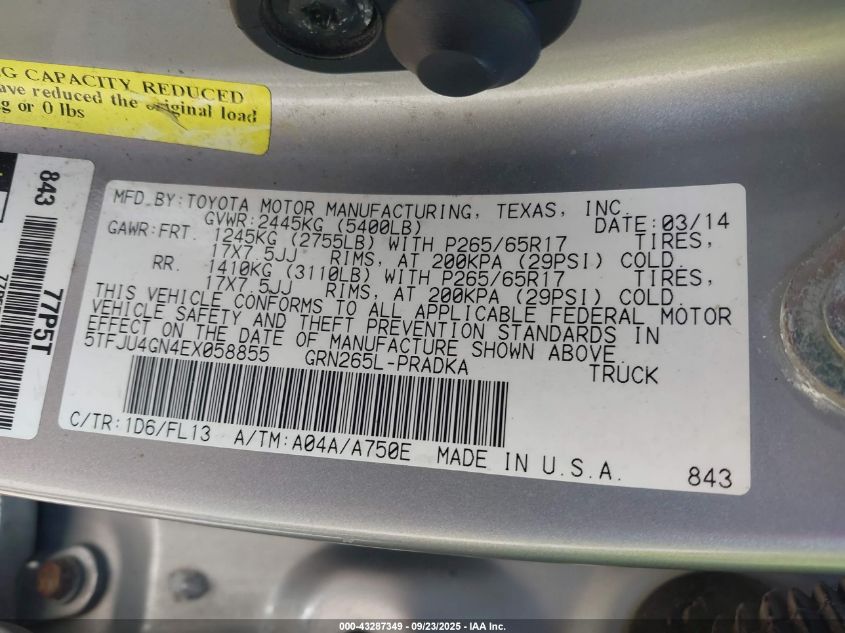 G CAPACITY REDUCED
ave reduced the original load
g or 0 lbs
843
77P5T
MFD.BY:TOYOTA MOTOR MANUFACTURING, TEXAS, INC.
GVWR:2445KG (5400LB) DATE:03/14
GAWR:FRT. 1245KG (2755LB) WITH P265/65R17 TIRES,
17X7.5JJ RIMS, AT 200KPA (29PSI) COLD.
RR. 1410KG (3110LB) WITH P265/65R17 TIRES,
17X7.5JJ RIMS, AT 200KPA (29PSI) COLD.
THIS VEHICLE CONFORMS TO ALL APPLICABLE FEDERAL MOTOR
VEHICLE SAFETY AND THEFT PREVENTION STANDARDS IN
EFFECT ON THE DATE OF MANUFACTURE SHOWN ABOVE.
5TFJU4GN4EX058855 GRN265L-PRADKA TRUCK
C/TR:1D6/FL13 A/TM:A04A/A750E MADE IN U.S.A. 843
000-43287349 - 09/23/2025 - IAA Inc.